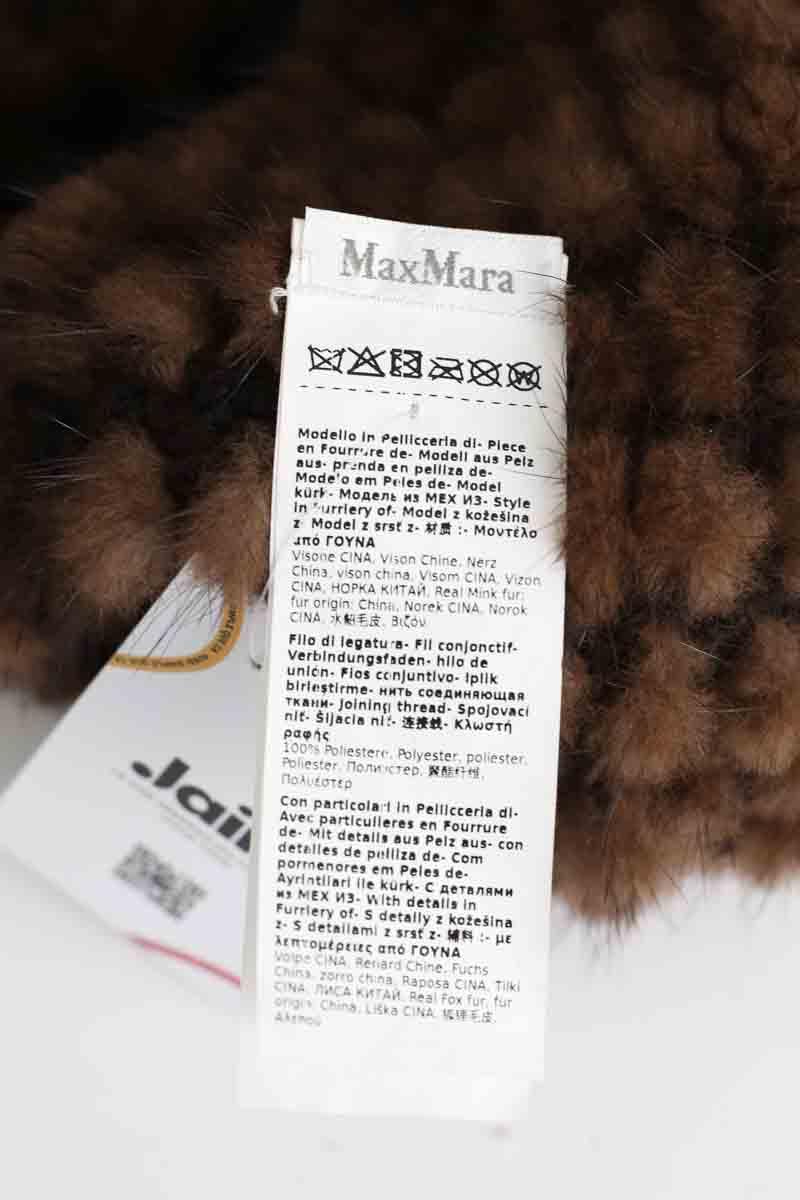 MaxMara
Modello in Pellicceria di- Piece
en Fourrure de- Modell aus Pelz
aus- prenda en pelliza de-
Modelo em Peles de- Model
kürk- Модель из МЕХ ИЗ- Style
in Furriery of- Model z kožešina
z- Model z srsť z- 材质 :- Μοντέλο
από ΓΟΥΝΑ
Visone CINA, Vison Chine, Nerz
China, vison china, Visom CINA, Vizon
CINA, НОРКА КИТАЙ, Real Mink fur;
fur origin: China, Norek CINA, Norok
CINA, 水貂毛皮, Βιζόν
Filo di legatura- Fil conjonctif-
Verbindungsfaden- hilo de
unión- Fios conjuntivo- İplik
birleştirme- нить соединяющая
ткани- Joining thread- Spojovací
niť- Šijacia niť- 连接线- Κλωστή
ραφής
100% Poliestere, Polyester, poliester,
Poliester, Полиэстер, 聚酯纤维,
Πολυέστερ
Con particolari in Pellicceria di-
Avec particulieres en Fourrure
de- Mit details aus Pelz aus- con
detalles de pelliza de- Com
pormenores em Peles de-
Ayrintilari ile kürk- С деталями
из МЕХ ИЗ- With details in
Furriery of- S detaily z kožešina
z- S detailami z srsť z- 辅料 :- με
λεπτομέρειες από ΓΟΥΝΑ
Volpe CINA, Renard Chine, Fuchs
China, zorro china, Raposa CINA, Tilki
CINA, ЛИСА КИТАЙ, Real Fox fur, fur
origin: China, Líška CINA, 狐狸毛皮,
Αλεπού
Jail